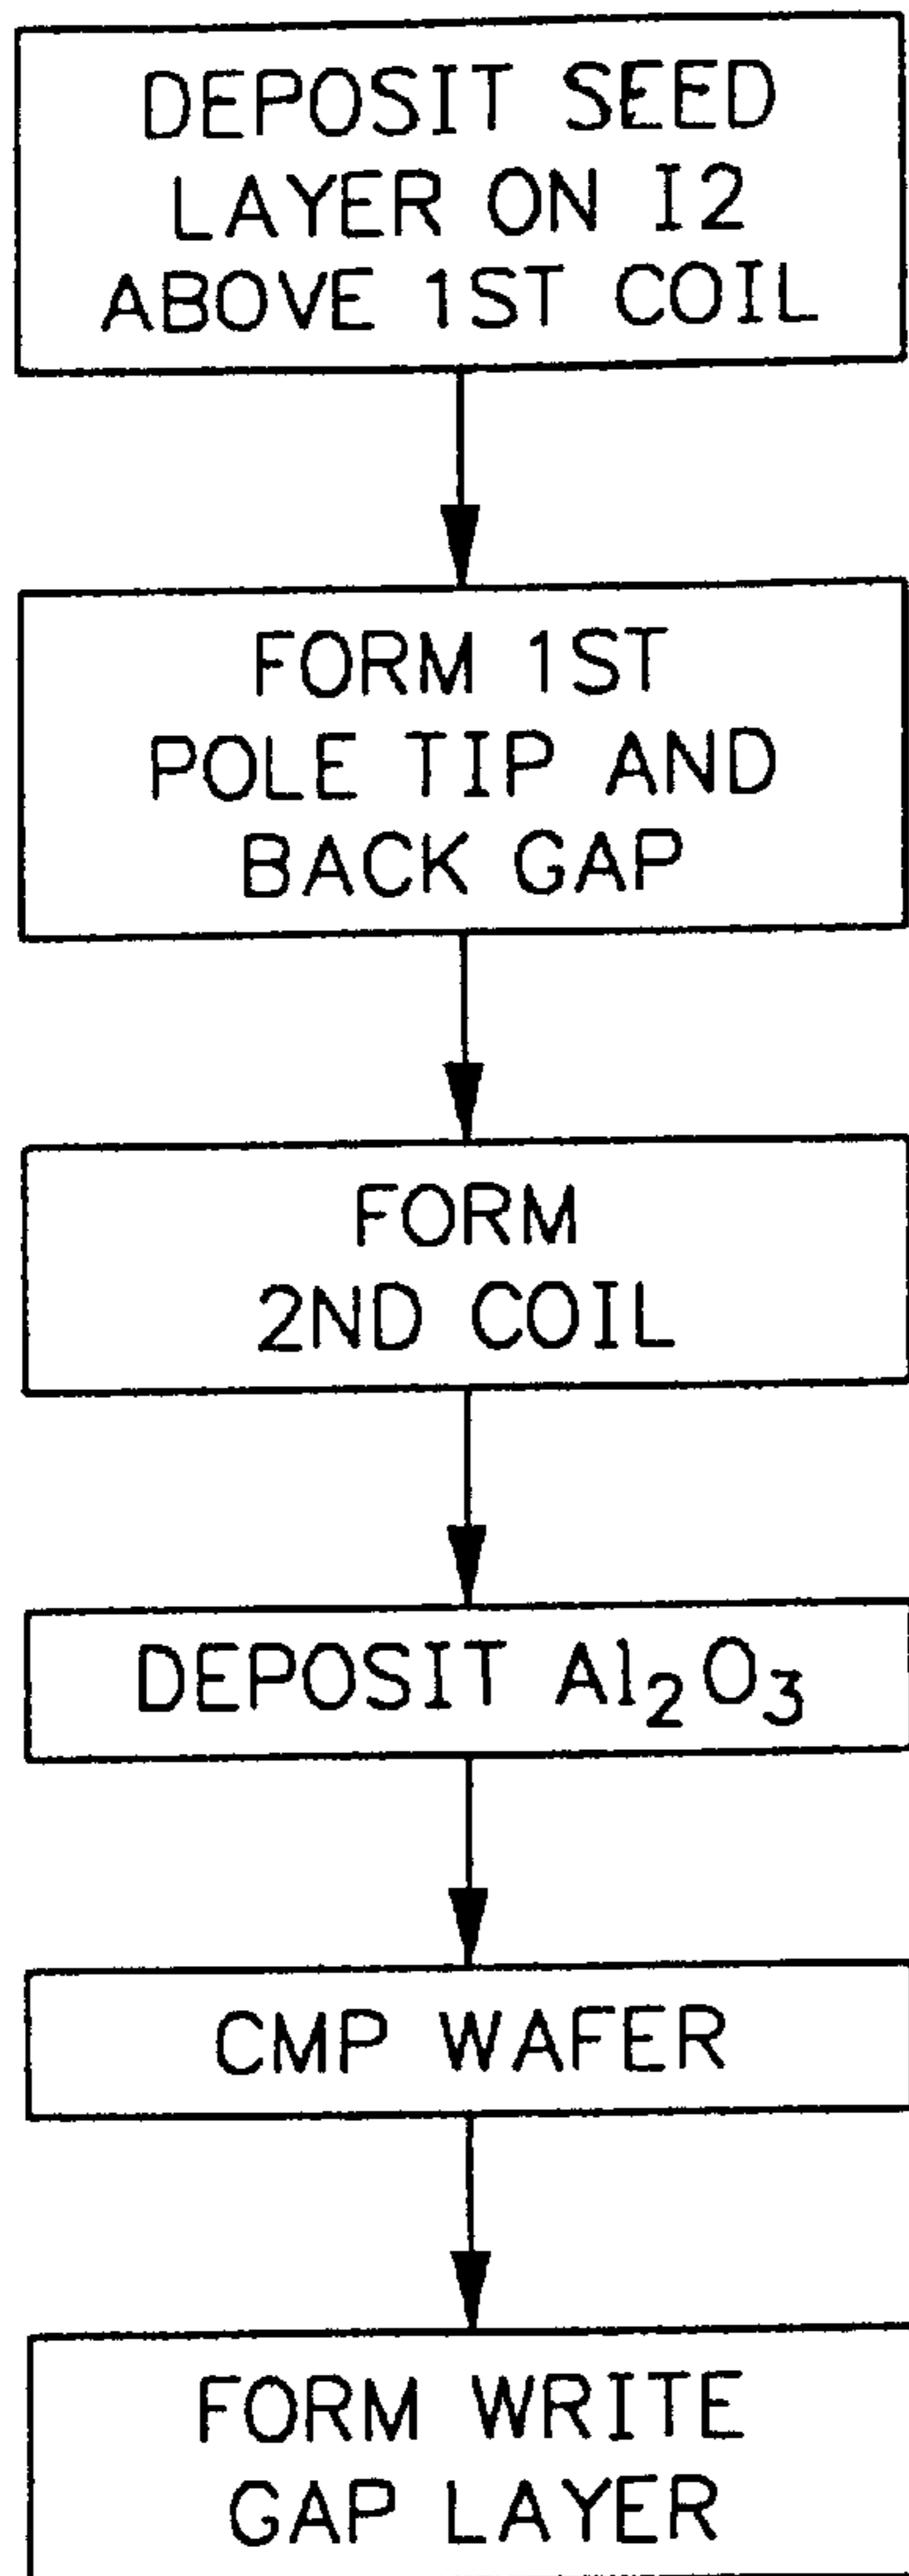 DEPOSIT SEED
LAYER ON I2
ABOVE 1ST COIL
FORM 1ST
POLE TIP AND
BACK GAP
FORM
2ND COIL
DEPOSIT Al₂O₃
CMP WAFER
FORM WRITE
GAP LAYER